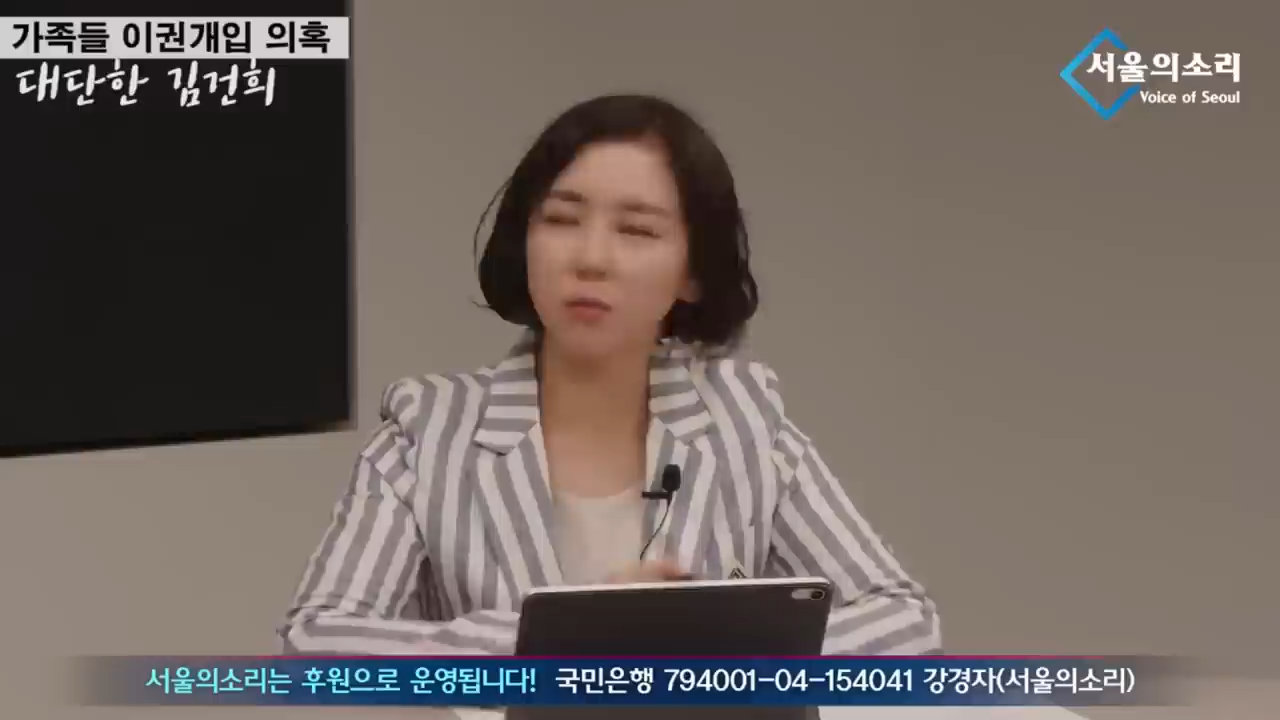 가족들 이권개입 의혹
대단한 김건희
서울의소리
Voice of Seoul
서울의소리는 후원으로 운영됩니다! 국민은행 794001-04-154041 강경자(서울의소리)